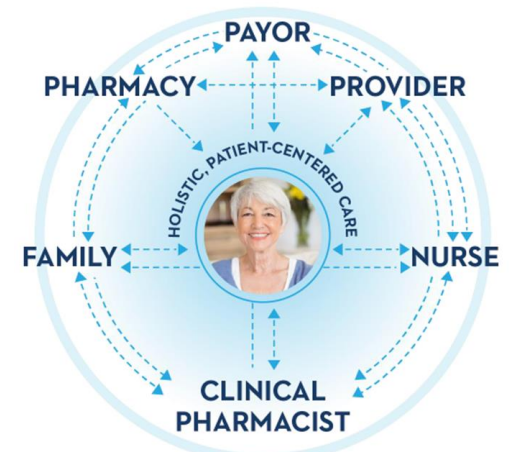 PAYOR
PHARMACY
PROVIDER
HOLISTIC, PATIENT-CENTERED CARE
FAMILY
NURSE
CLINICAL
PHARMACIST